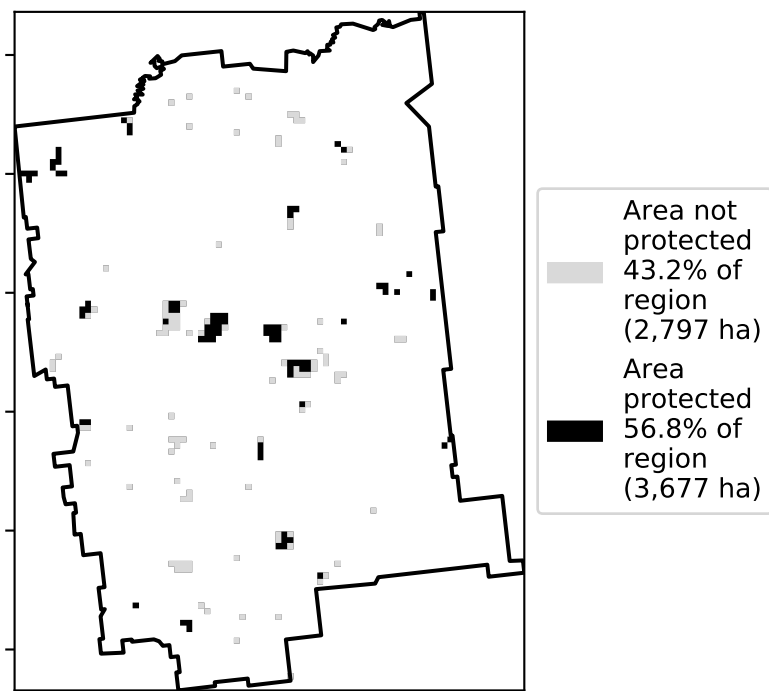 Area not
protected
43.2% of
region
(2,797 ha)
Area
protected
56.8% of
region
(3,677 ha)